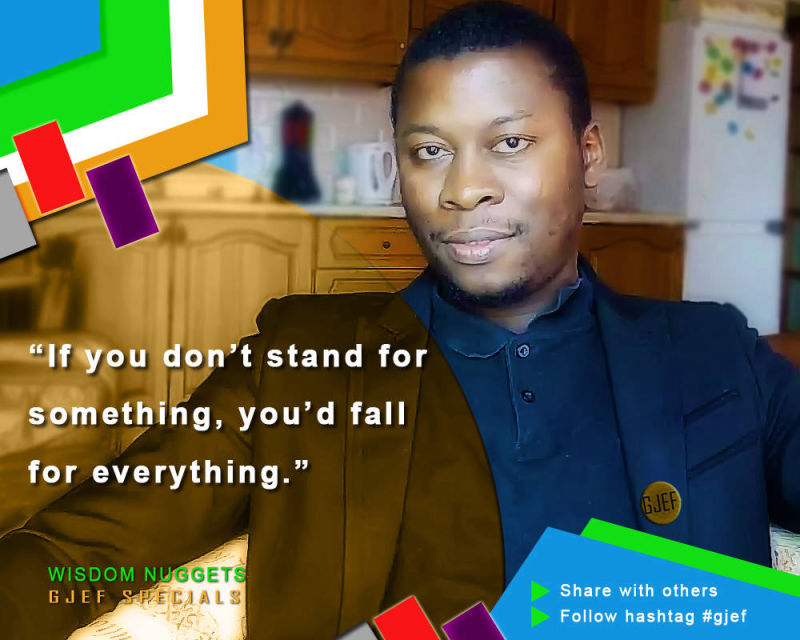 “If you don’t stand for
something, you’d fall
for everything.”
GJEF
WISDOM NUGGETS
GJEF SPECIALS
Share with others
Follow hashtag #gjef